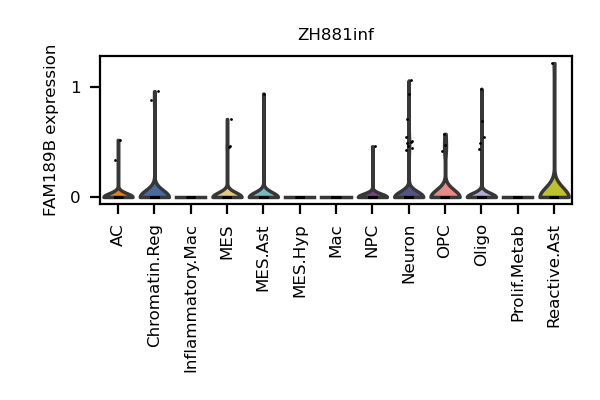 ZH881inf
FAM189B expression
1
0
AC
Chromatin.Reg
Inflammatory.Mac
MES
MES.Ast
MES.Hyp
Mac
NPC
Neuron
OPC
Oligo
Prolif.Metab
Reactive.Ast